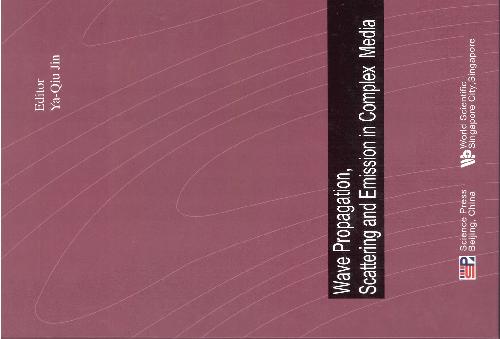 Editor
Ya-Qiu Jin
Wave Propagation,
Scattering and Emission in Complex Media
Science Press
Beijing, China
World Scientific
Singapore City, Singapore